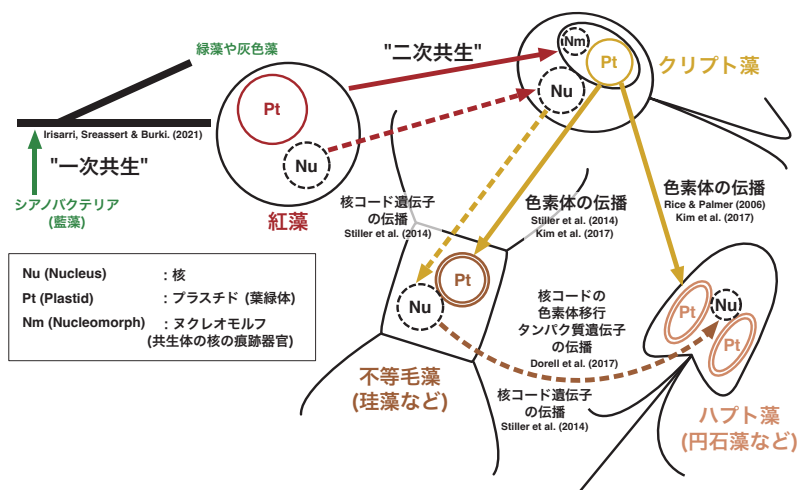 緑藻や灰色藻
Irisarri, Sreassert & Burki. (2021)
"一次共生"
シアノバクテリア
(藍藻)
Pt
Nu
紅藻
"二次共生"
Nm
Pt
Nu
クリプト藻
核コード遺伝子
の伝播
Stiller et al. (2014)
色素体の伝播
Stiller et al. (2014)
Kim et al. (2017)
色素体の伝播
Rice & Palmer (2006)
Kim et al. (2017)
Nu (Nucleus) : 核
Pt (Plastid) : プラスチド (葉緑体)
Nm (Nucleomorph) : ヌクレオモルフ
(共生体の核の痕跡器官)
Pt
Nu
不等毛藻
(珪藻など)
核コードの
色素体移行
タンパク質遺伝子
の伝播
Dorell et al. (2017)
核コード遺伝子
の伝播
Stiller et al. (2014)
Pt
Nu
Pt
ハプト藻
(円石藻など)